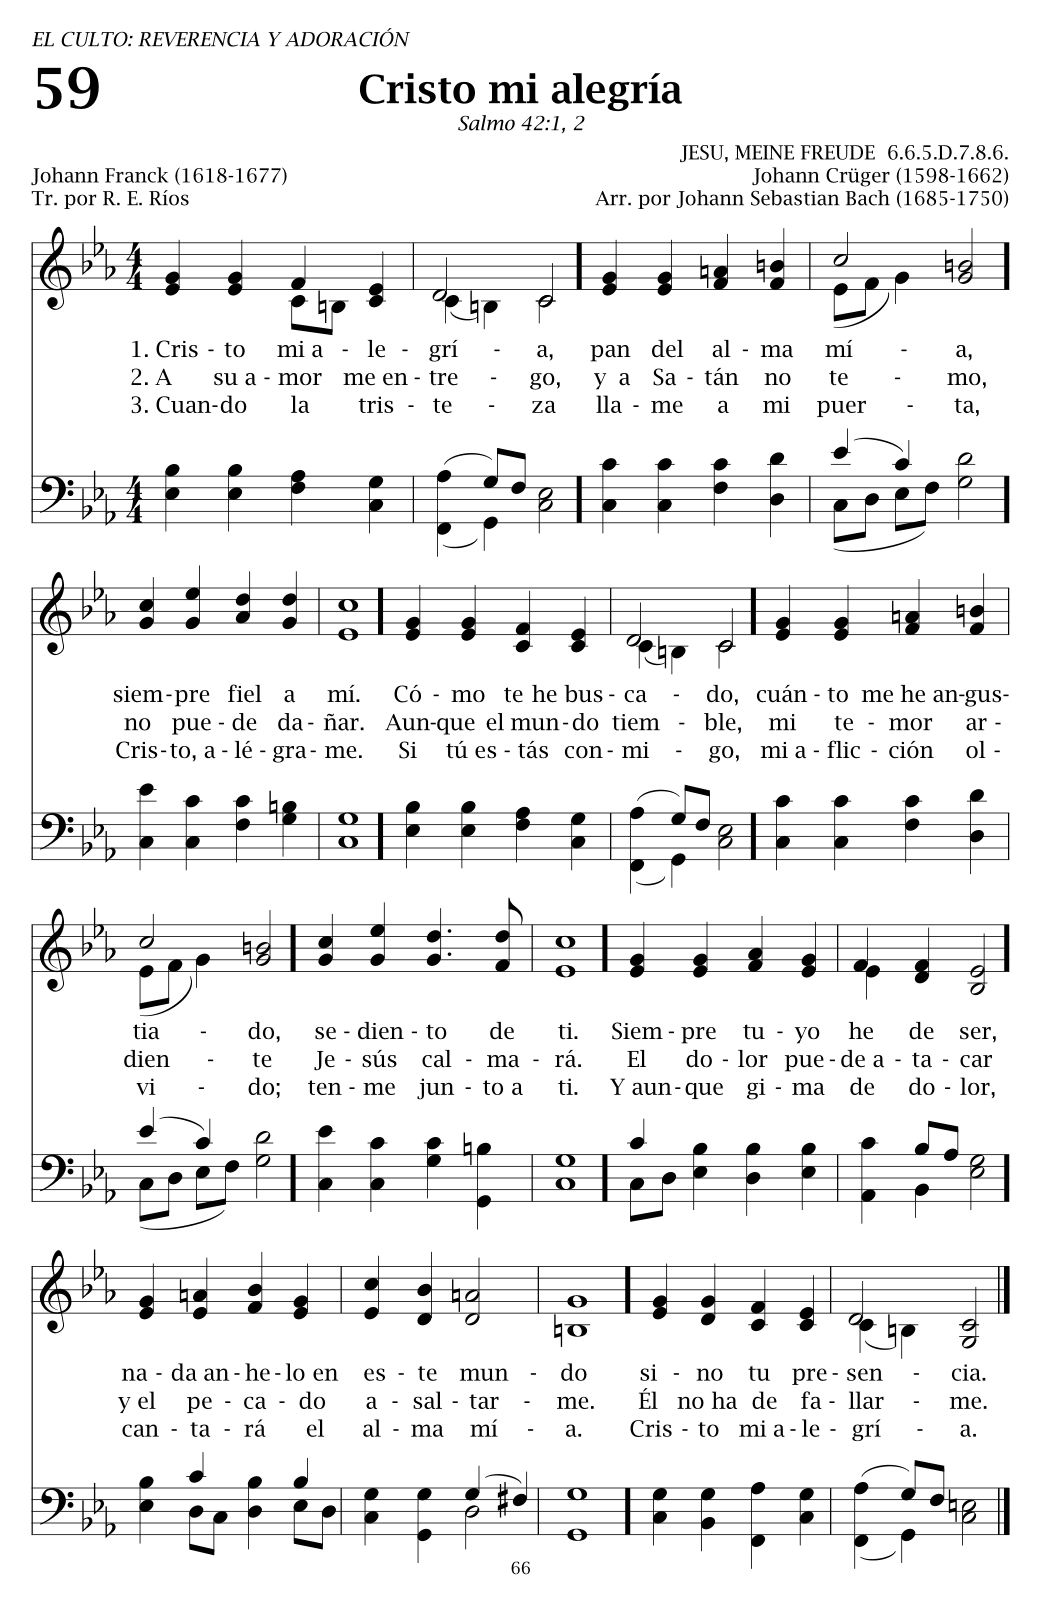 EL CULTO: REVERENCIA Y ADORACIÓN
59
Cristo mi alegría
Salmo 42:1, 2
JESU, MEINE FREUDE 6.6.5.D.7.8.6.
Johann Franck (1618-1677)
Johann Crüger (1598-1662)
Tr. por R. E. Ríos
Arr. por Johann Sebastian Bach (1685-1750)
1. Cris - to mi a - le - grí - a, pan del al - ma mí - a,
2. A su a - mor me en - tre - go, y a Sa - tán no te - mo,
3. Cuan-do la tris - te - za lla - me a mi puer - ta,
siem-pre fiel a mí. Có - mo te he bus - ca - do, cuán - to me he an-gus-
no pue - de da - ñar. Aun-que el mun-do tiem - ble, mi te - mor ar -
Cris-to, a - lé - gra - me. Si tú es - tás con - mi - go, mi a - flic - ción ol -
tia - do, se - dien - to de ti. Siem - pre tu - yo he de ser,
dien - te Je - sús cal - ma - rá. El do - lor pue - de a - ta - car
vi - do; ten - me jun - to a ti. Y aun-que gi - ma de do - lor,
na - da an - he - lo en es - te mun - do si - no tu pre - sen - cia.
y el pe - ca - do a - sal - tar - me. Él no ha de fa - llar - me.
can - ta - rá el al - ma mí - a. Cris - to mi a - le - grí - a.
66